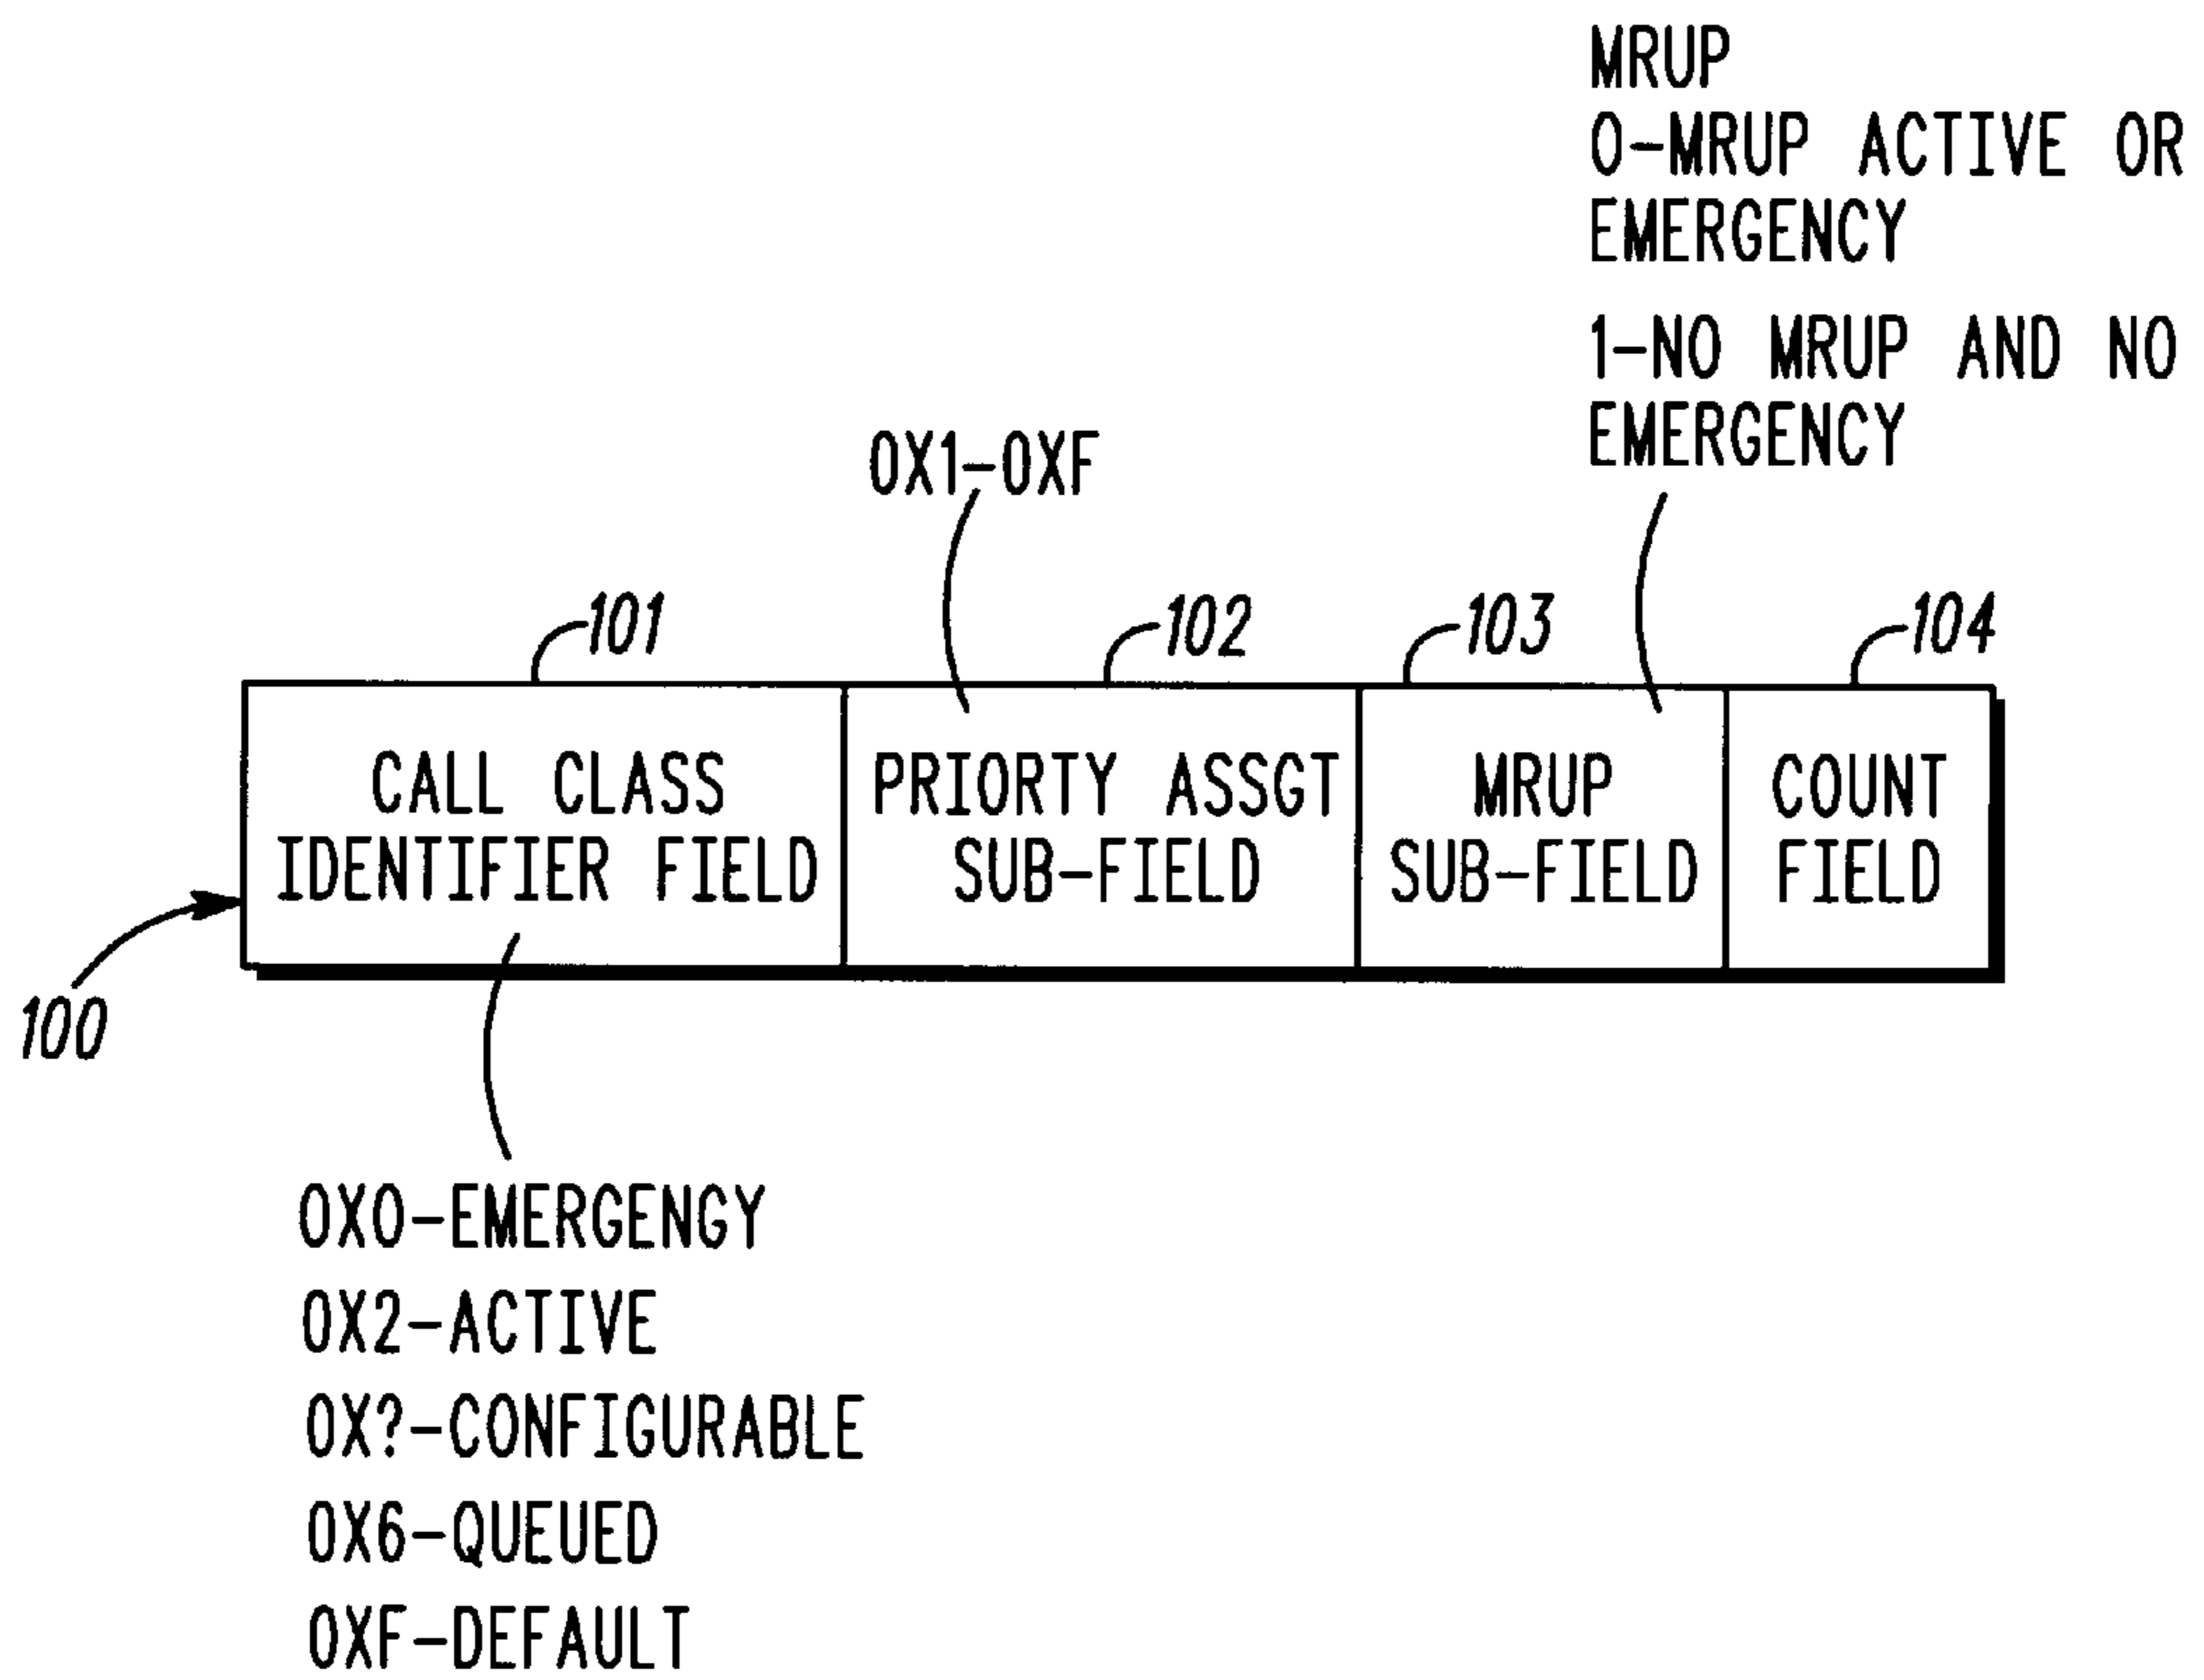 MRUP
0-MRUP ACTIVE OR
EMERGENCY
1-NO MRUP AND NO
EMERGENCY
0X1-0XF
101
102
103
104
CALL CLASS
IDENTIFIER FIELD
PRIORTY ASSGT
SUB-FIELD
MRUP
SUB-FIELD
COUNT
FIELD
100
0X0-EMERGENGY
0X2-ACTIVE
0X?-CONFIGURABLE
0X6-QUEUED
0XF-DEFAULT